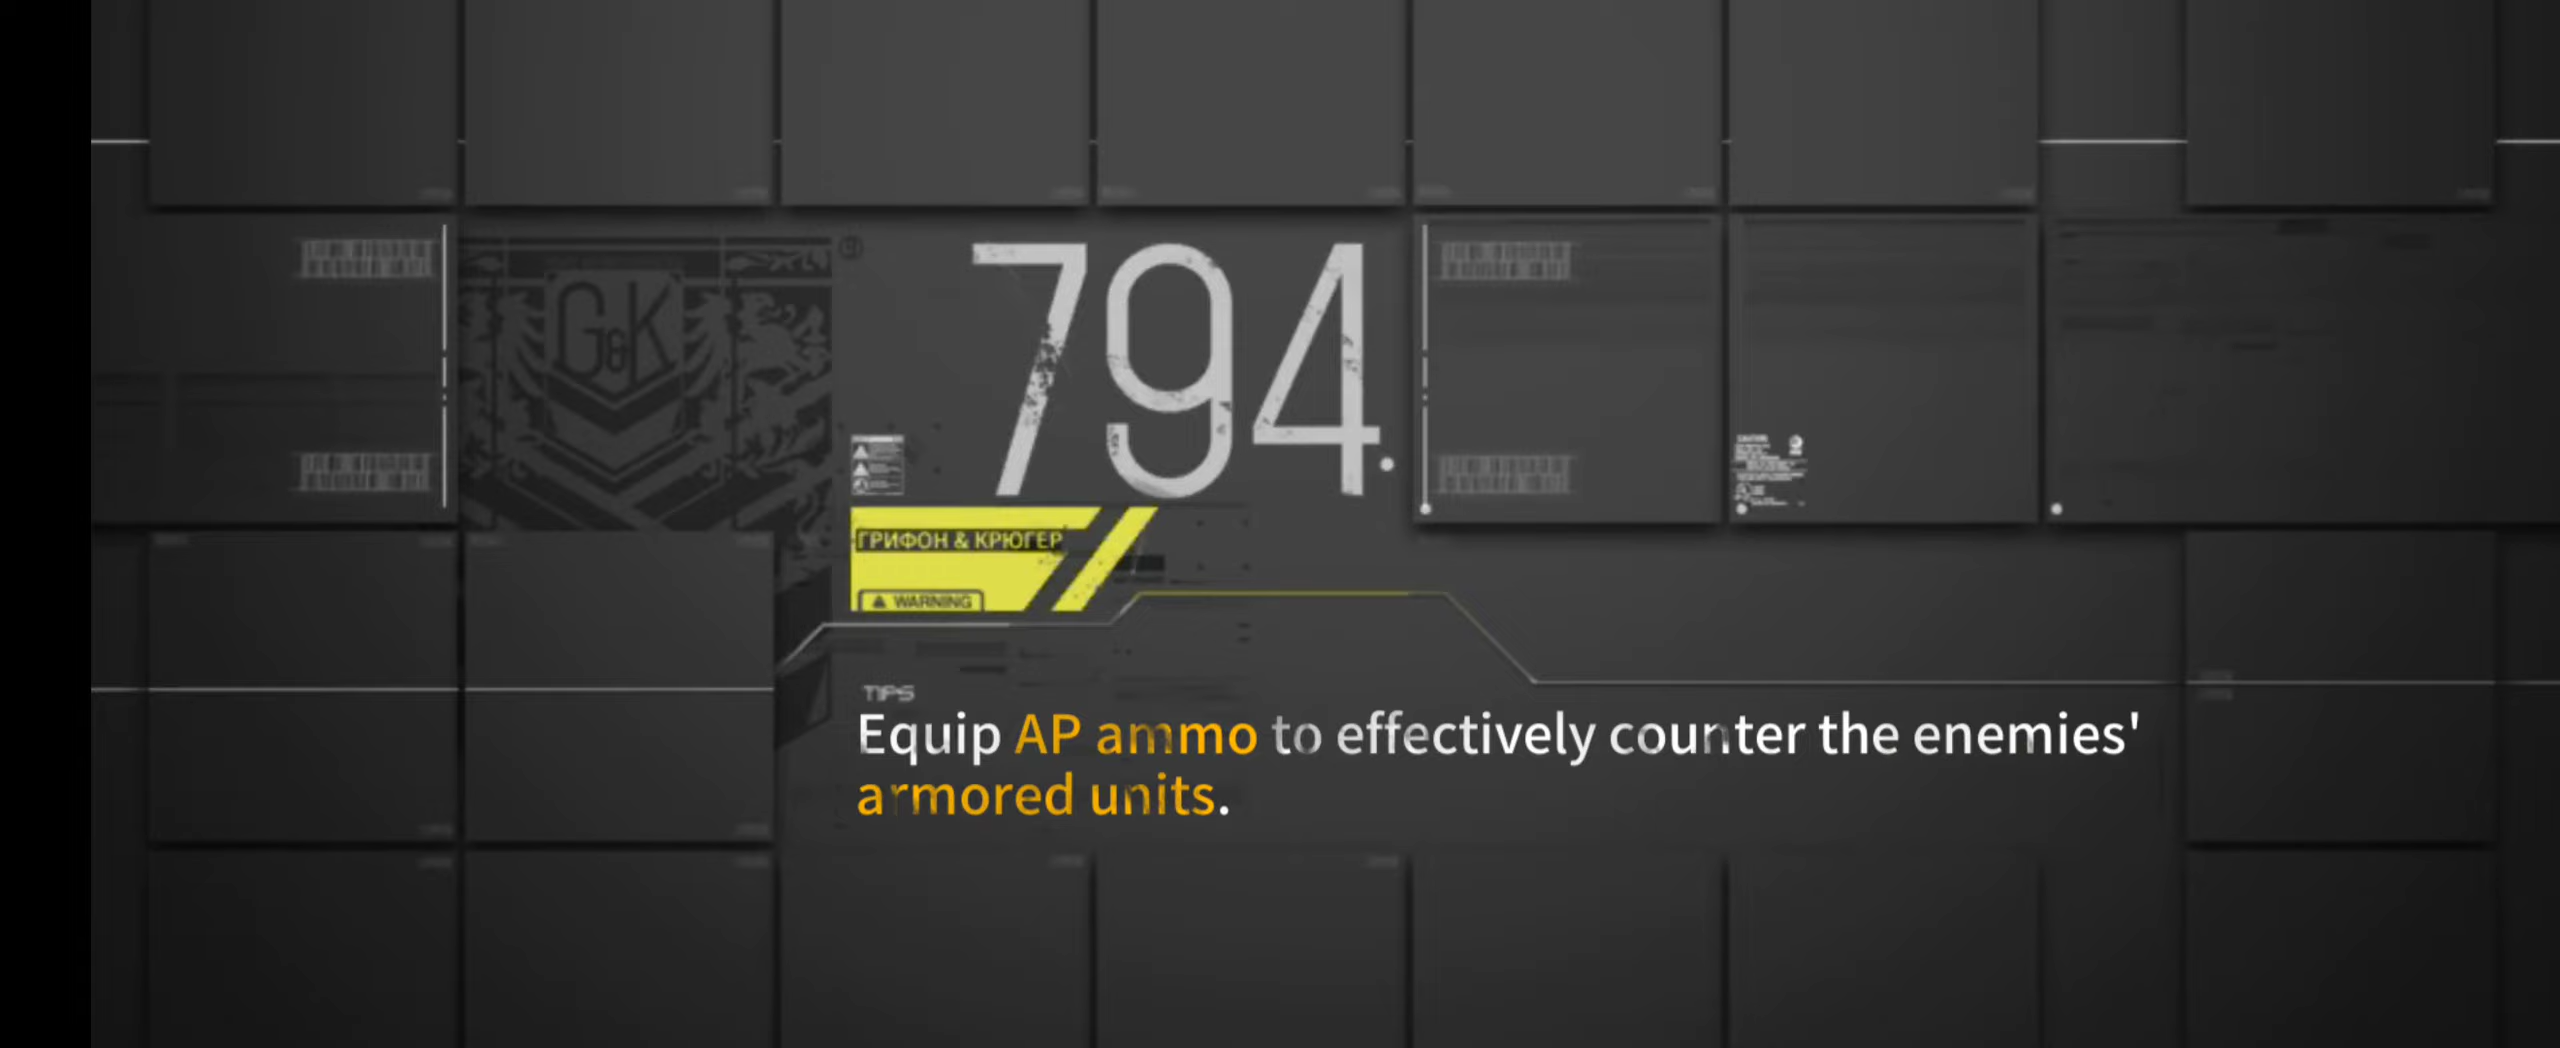 G&K
794.
ГРИФОН & КРЮГЕР
WARNING
TIPS
Equip AP ammo to effectively counter the enemies'
armored units.